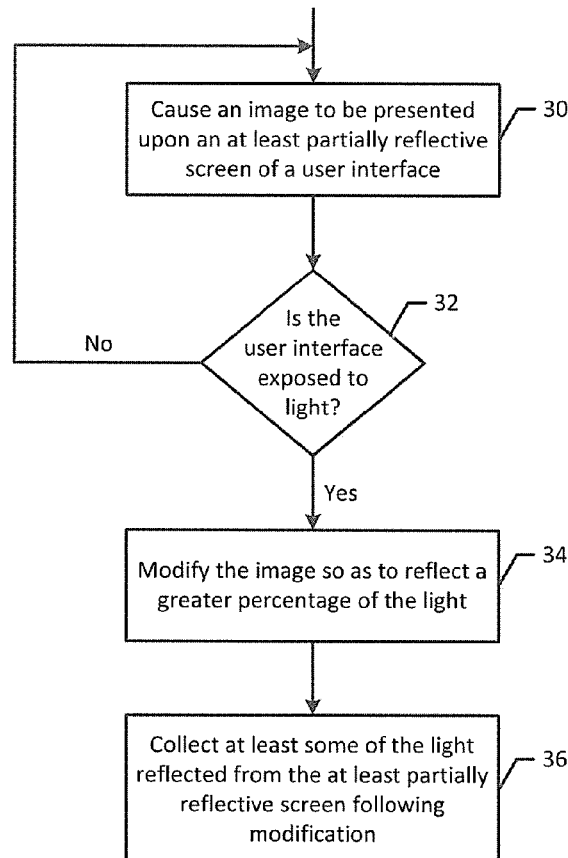 Cause an image to be presented
upon an at least partially reflective
screen of a user interface
30
Is the
user interface
exposed to
light?
32
No
Yes
Modify the image so as to reflect a
greater percentage of the light
34
Collect at least some of the light
reflected from the at least partially
reflective screen following
modification
36